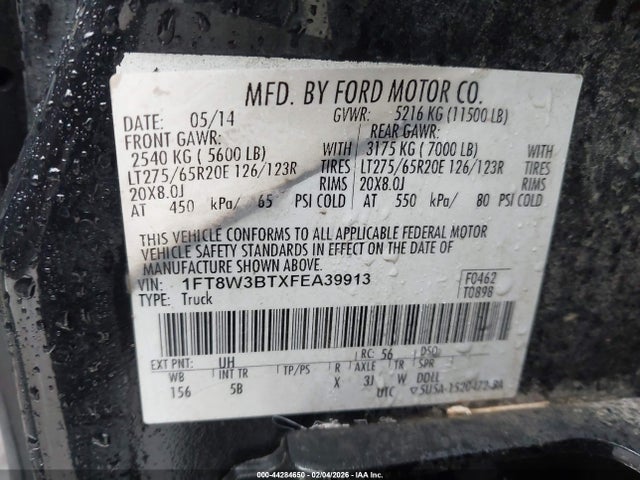 MFD. BY FORD MOTOR CO.
DATE: 05/14 GVWR: 5216 KG (11500 LB)
FRONT GAWR: REAR GAWR:
2540 KG ( 5600 LB) WITH 3175 KG ( 7000 LB) WITH
LT275/65R20E 126/123R TIRES LT275/65R20E 126/123R TIRES
20X8.0J RIMS 20X8.0J RIMS
AT 450 kPa/ 65 PSI COLD AT 550 kPa/ 80 PSI COLD
THIS VEHICLE CONFORMS TO ALL APPLICABLE FEDERAL MOTOR
VEHICLE SAFETY STANDARDS IN EFFECT ON THE DATE OF
MANUFACTURE SHOWN ABOVE.
VIN: 1FT8W3BTXFEA39913 F0462
TYPE: Truck T0898
EXT PNT: UH RC: 56 DSO:
WB INT TR TP/PS R AXLE TR SPR
156 5B X 3J W DDLL
UTC
000-44284650 - 02/04/2026 - IAA Inc.